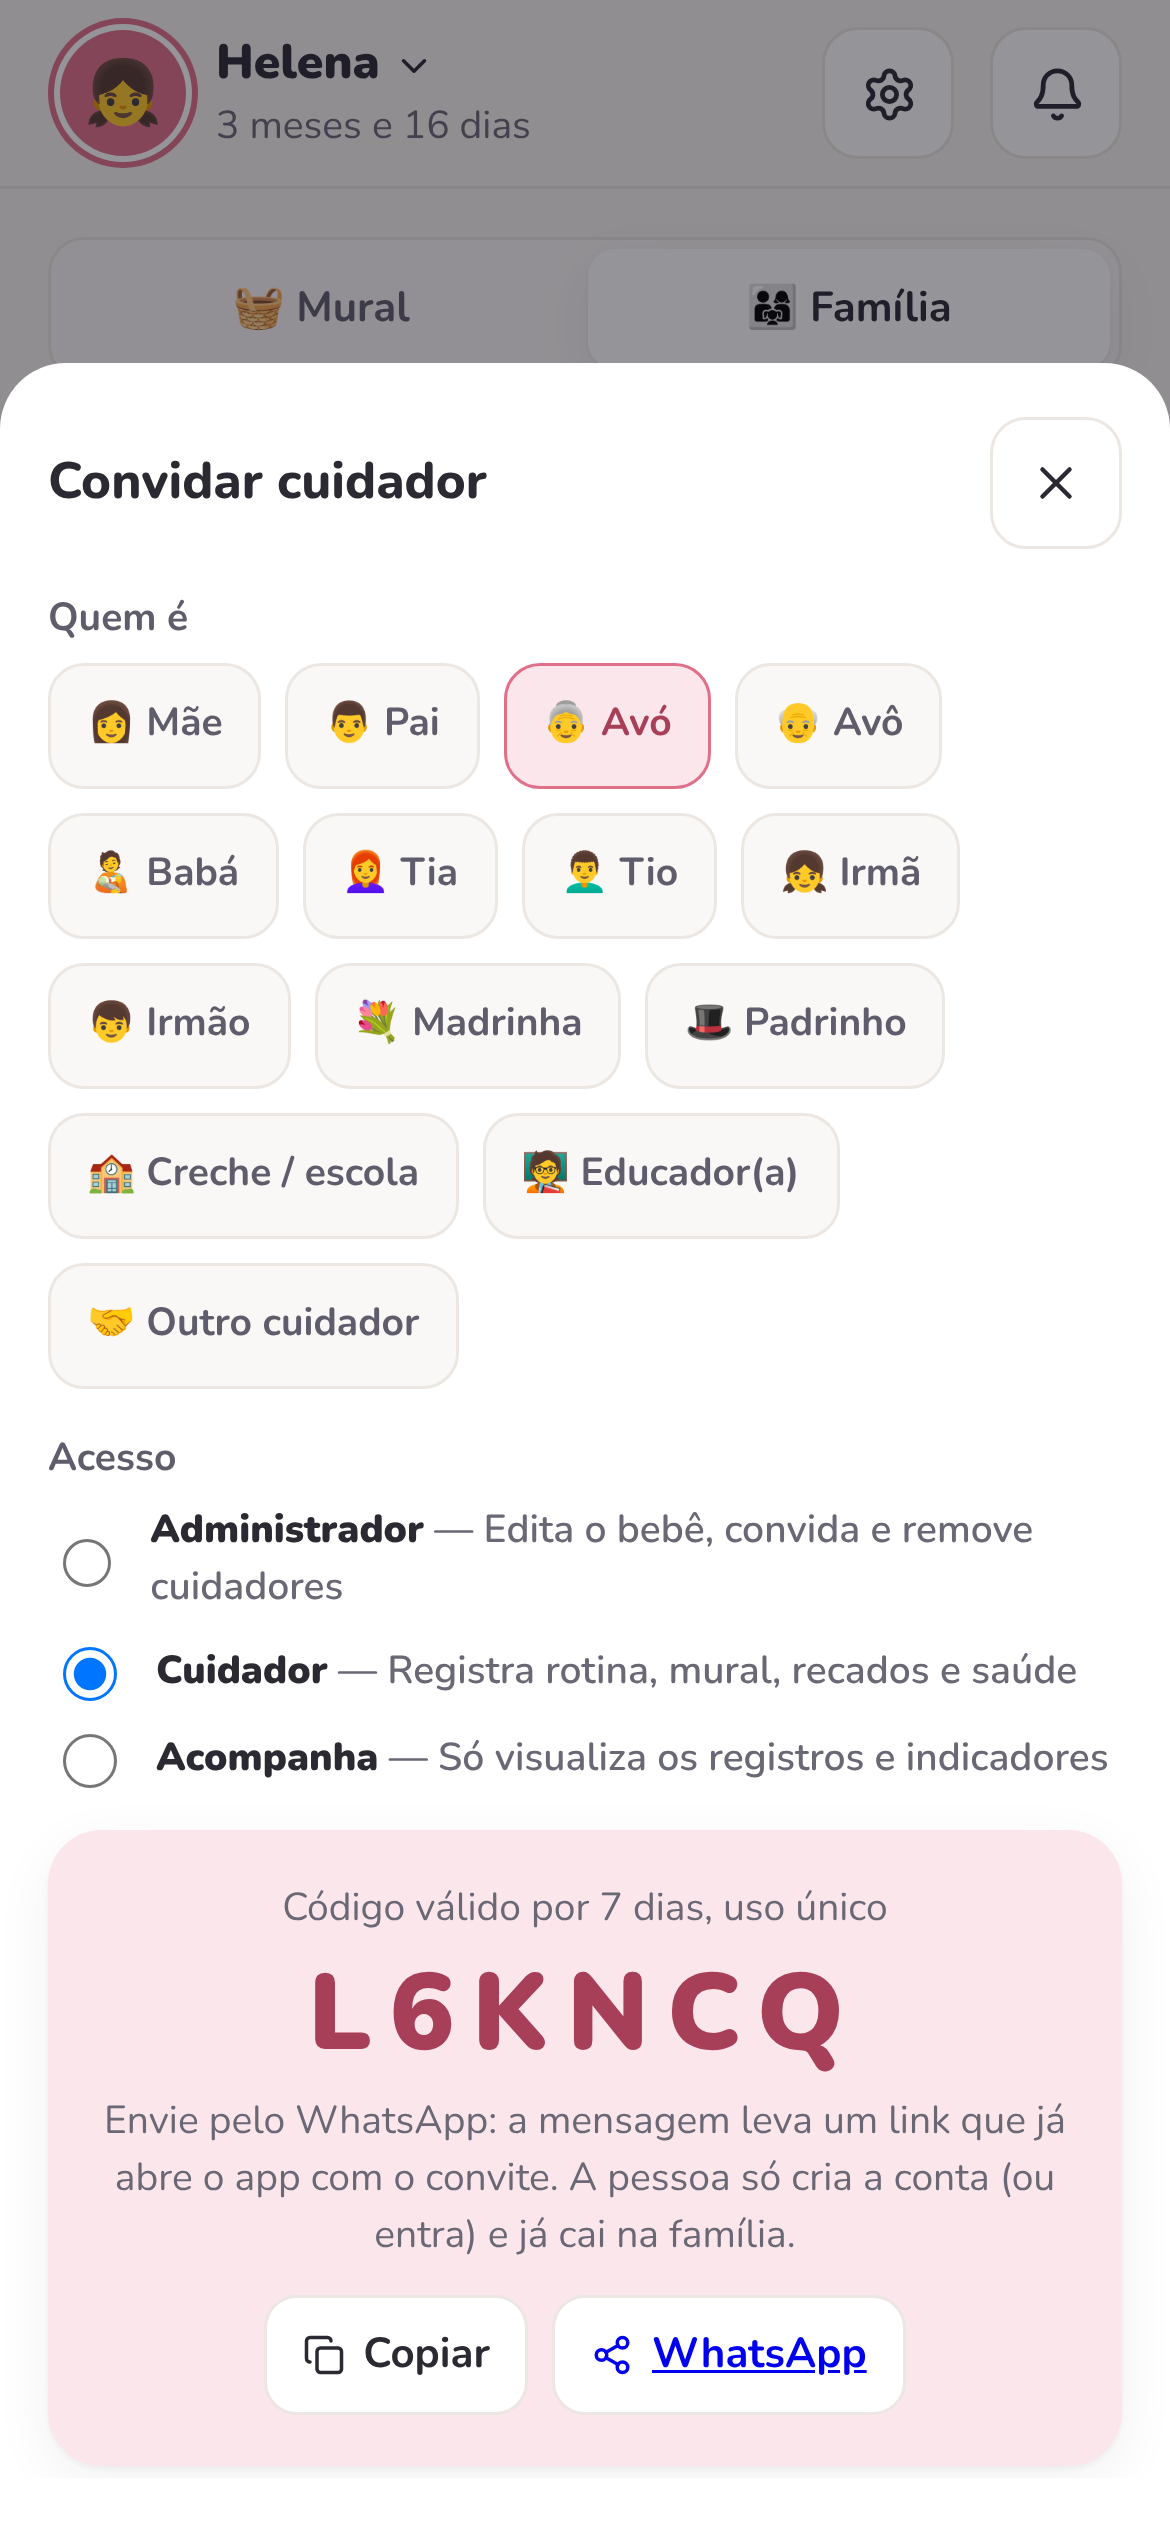 Helena
3 meses e 16 dias
🧺 Mural
👨‍👩‍👧 Família
Convidar cuidador
Quem é
👩 Mãe
👨 Pai
👵 Avó
👴 Avô
🧑‍🍼 Babá
👩‍🦰 Tia
👨‍🦱 Tio
👧 Irmã
👦 Irmão
💐 Madrinha
🎩 Padrinho
🏫 Creche / escola
🧑‍🏫 Educador(a)
🤝 Outro cuidador
Acesso
Administrador — Edita o bebê, convida e remove
cuidadores
Cuidador — Registra rotina, mural, recados e saúde
Acompanha — Só visualiza os registros e indicadores
Código válido por 7 dias, uso único
L6KNCQ
Envie pelo WhatsApp: a mensagem leva um link que já
abre o app com o convite. A pessoa só cria a conta (ou
entra) e já cai na família.
Copiar
WhatsApp